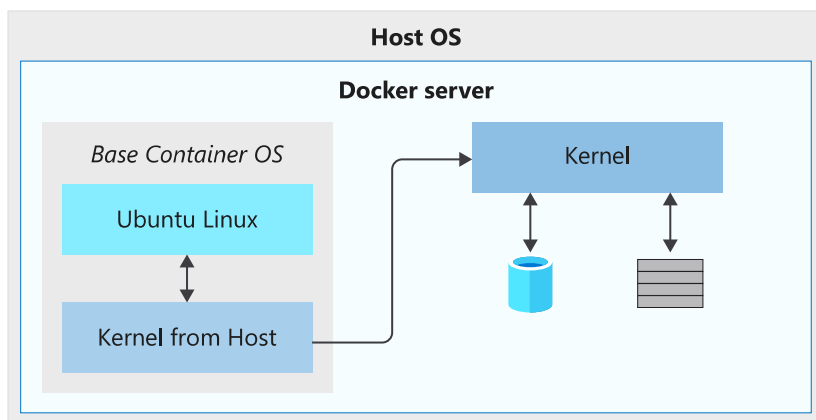 Host OS
Docker server
Base Container OS
Ubuntu Linux
Kernel from Host
Kernel